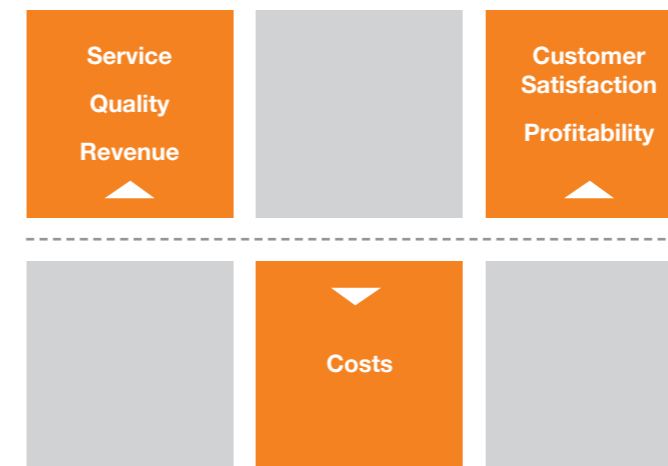 Service
Quality
Revenue
Customer
Satisfaction
Profitability
Costs